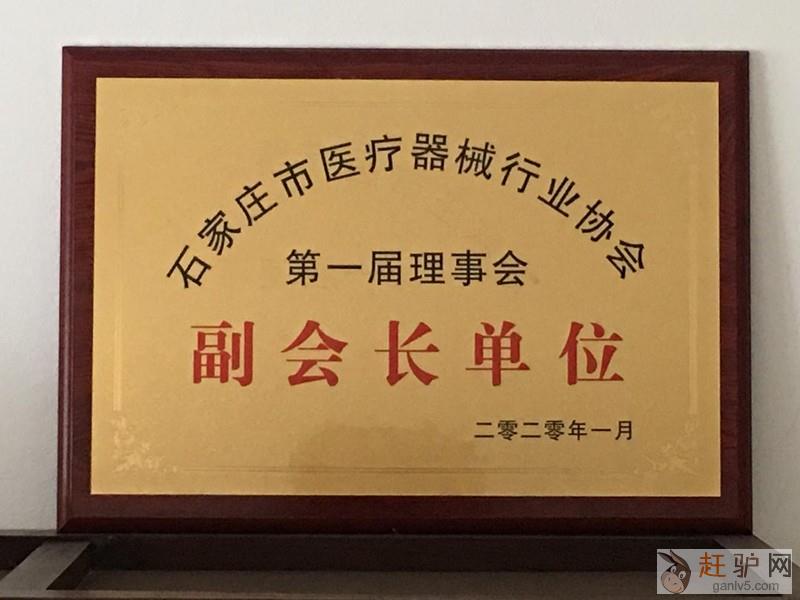 石家庄市医疗器械行业协会
第一届理事会
副会长单位
二零二零年一月
赶驴网
ganlv5.com